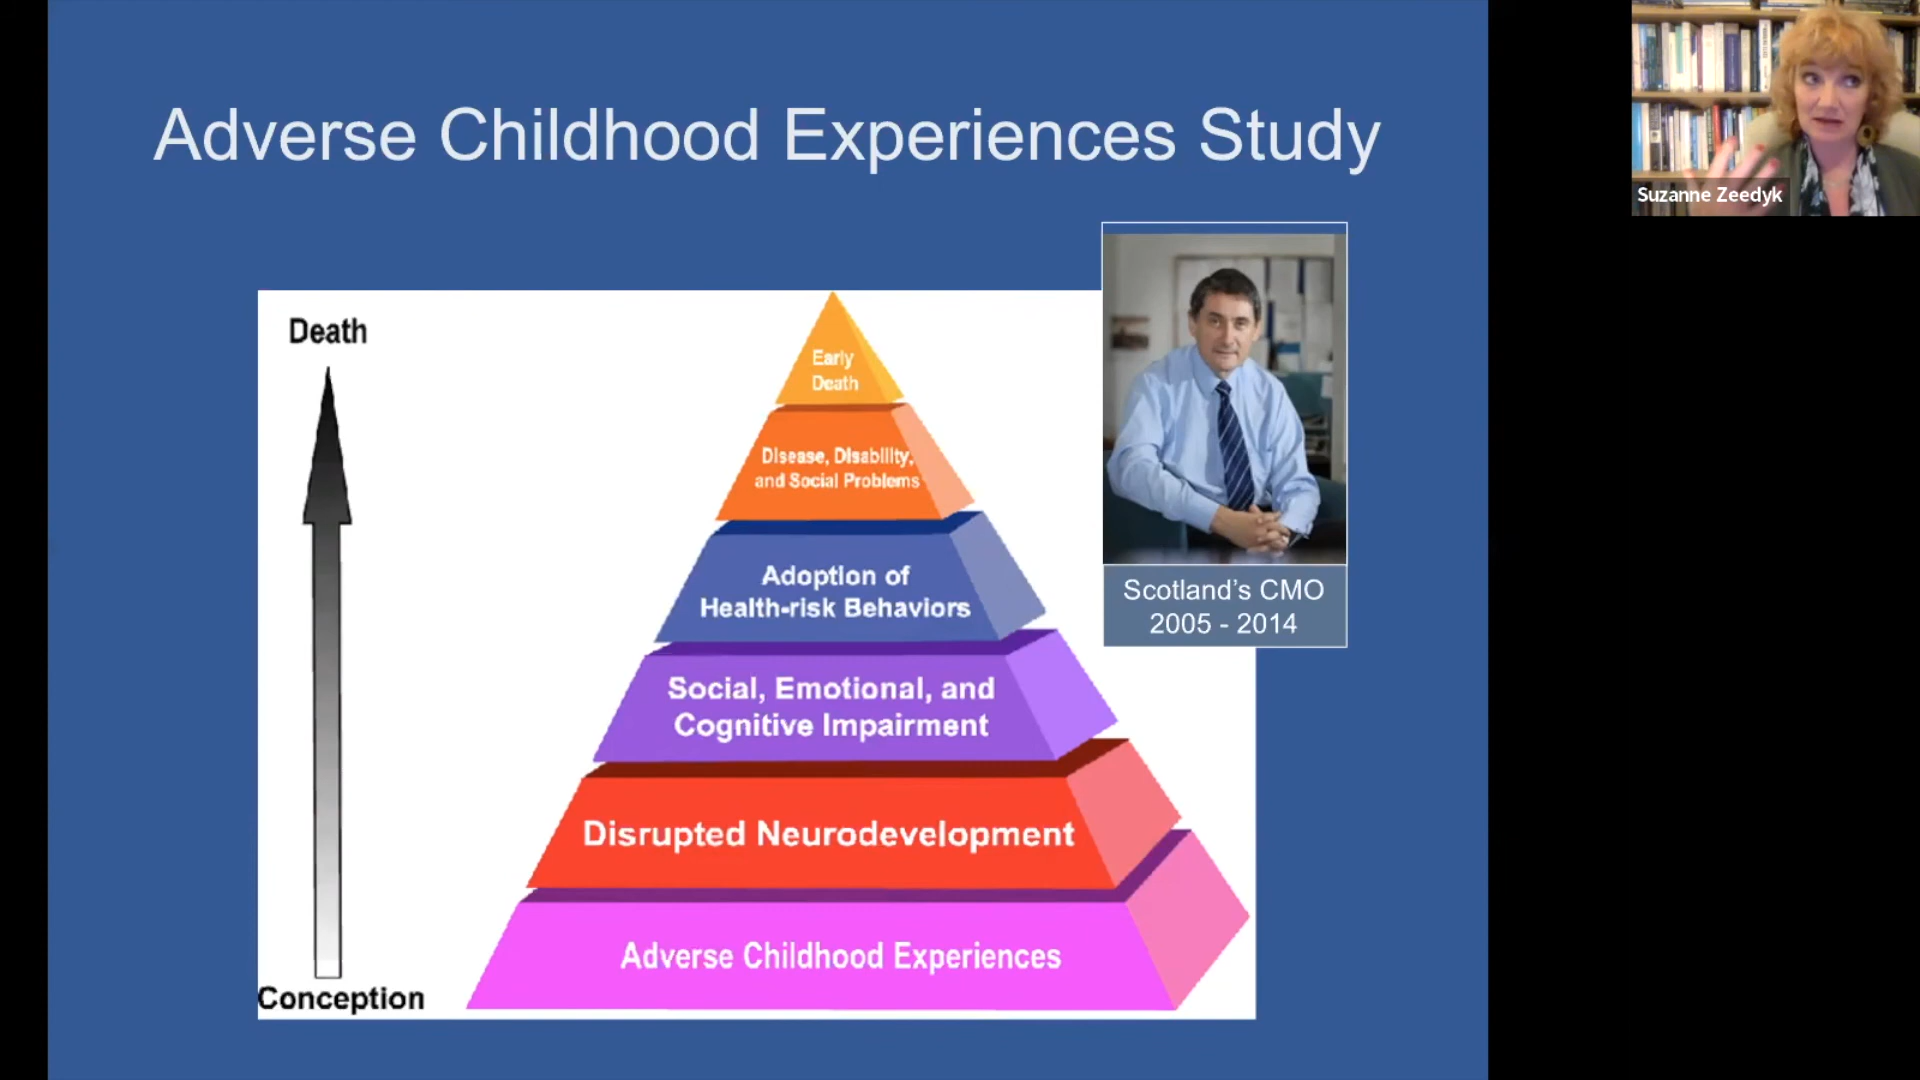 Adverse Childhood Experiences Study
Suzanne Zeedyk
Death
Early
Death
Disease, Disability,
and Social Problems
Adoption of
Health-risk Behaviors
Scotland's CMO
2005 - 2014
Social, Emotional, and
Cognitive Impairment
Disrupted Neurodevelopment
Adverse Childhood Experiences
Conception